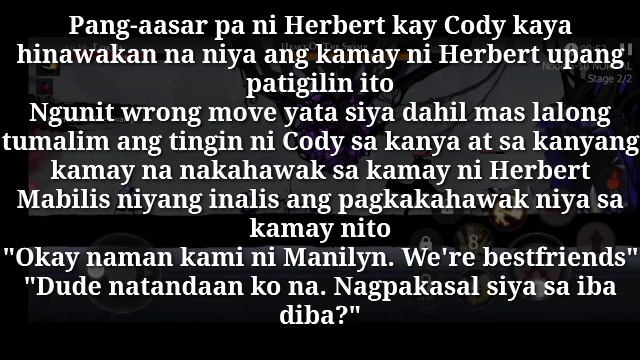 Pang-aasar pa ni Herbert kay Cody kaya
hinawakan na niya ang kamay ni Herbert upang
patigilin ito
Ngunit wrong move yata siya dahil mas lalong
tumalim ang tingin ni Cody sa kanya at sa kanyang
kamay na nakahawak sa kamay ni Herbert
Mabilis niyang inalis ang pagkakahawak niya sa
kamay nito
"Okay naman kami ni Manilyn. We're bestfriends"
"Dude natandaan ko na. Nagpakasal siya sa iba
diba?"
Stage 2/2